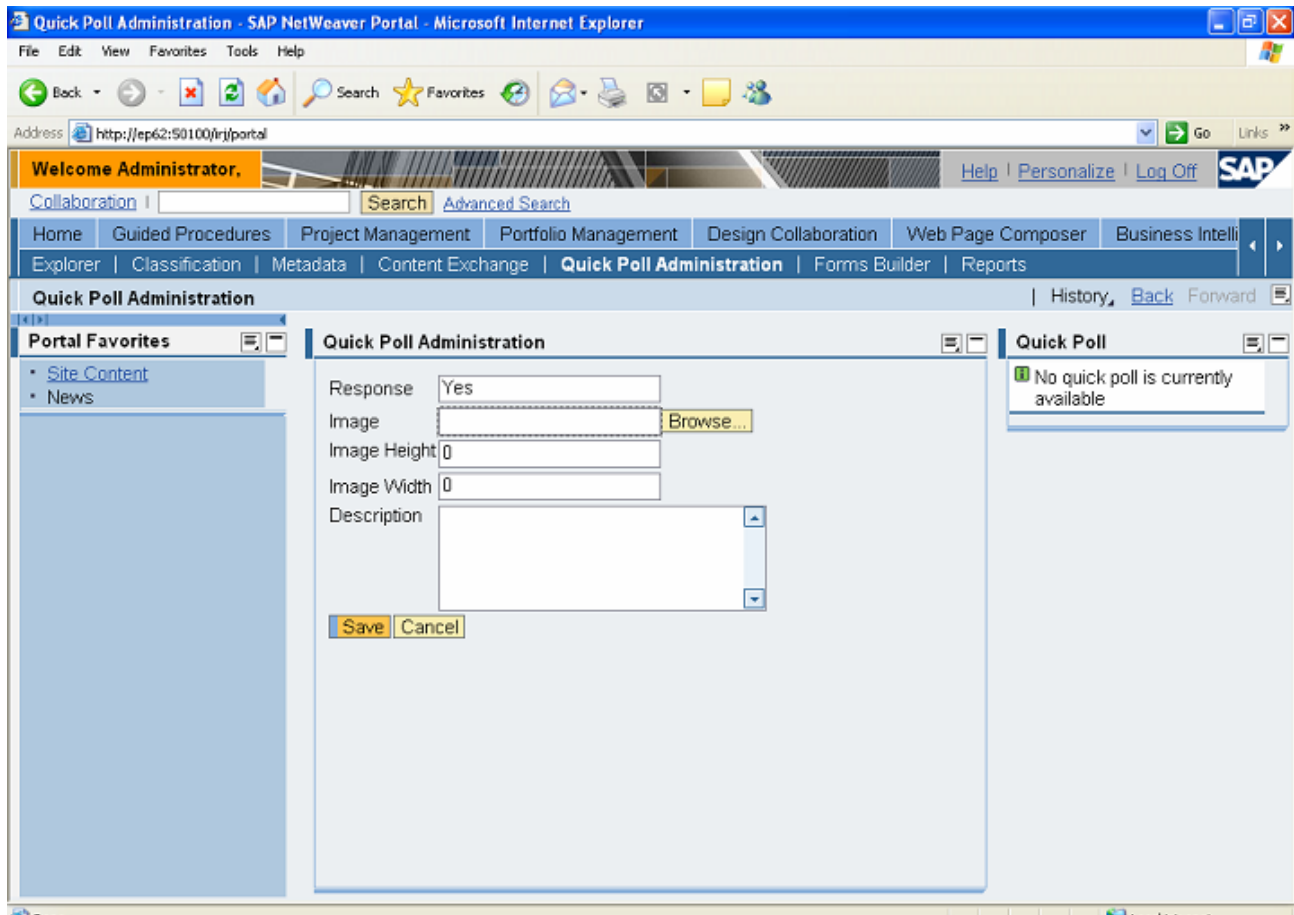 Quick Poll Administration - SAP NetWeaver Portal - Microsoft Internet Explorer
File Edit View Favorites Tools Help
Back Search Favorites
Address http://ep62:50100/irj/portal Go Links »
Welcome Administrator, Help | Personalize | Log Off SAP
Collaboration | Search Advanced Search
Home Guided Procedures Project Management Portfolio Management Design Collaboration Web Page Composer Business Intelli
Explorer | Classification | Metadata | Content Exchange | Quick Poll Administration | Forms Builder | Reports
Quick Poll Administration | History, Back Forward
Portal Favorites
• Site Content
• News
Quick Poll Administration
Response Yes
Image Browse...
Image Height 0
Image Width 0
Description
Save Cancel
Quick Poll
No quick poll is currently
available